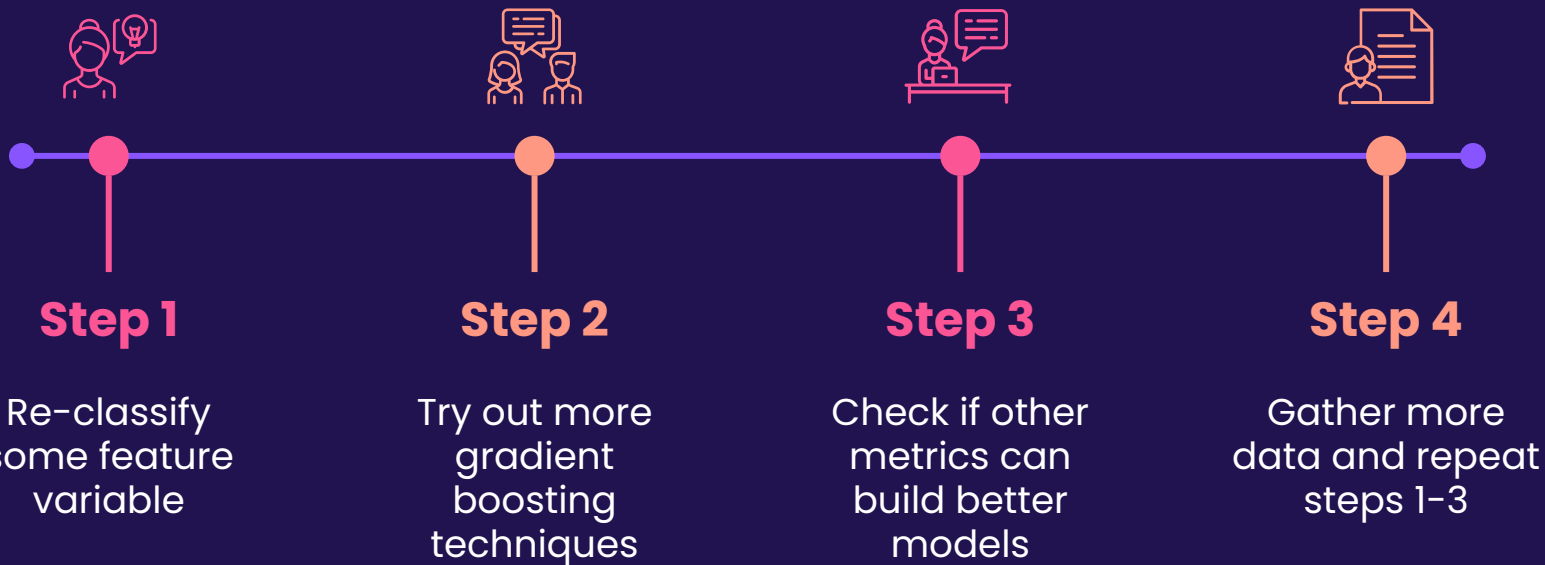 Step 1
Re-classify
some feature
variable
Step 2
Try out more
gradient
boosting
techniques
Step 3
Check if other
metrics can
build better
models
Step 4
Gather more
data and repeat
steps 1-3